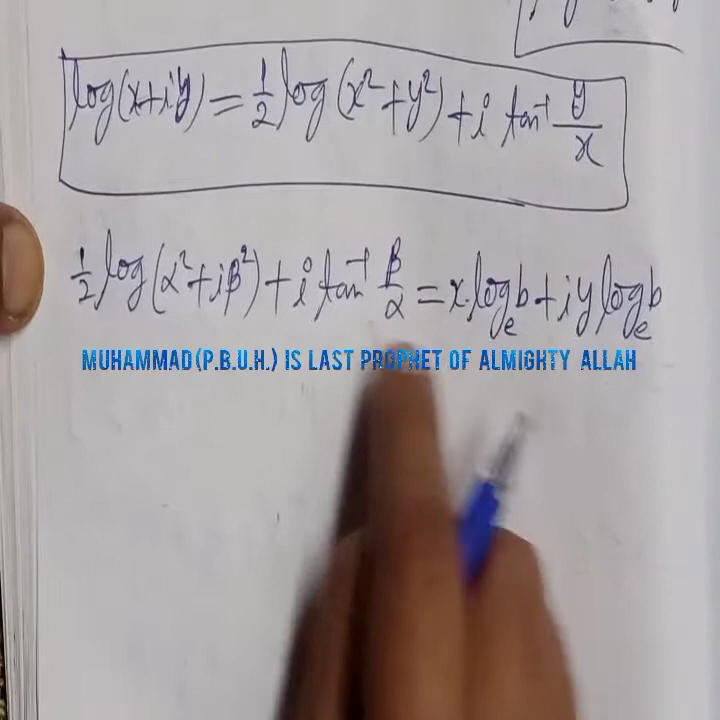 log(x+iy) = 1/2 log(x²+y²) + i tan⁻¹ y/x
1/2 log(α²+iβ²) + i tan⁻¹ β/α = x logₑb + iy logₑb
MUHAMMAD(P.B.U.H.) IS LAST PROPHET OF ALMIGHTY ALLAH